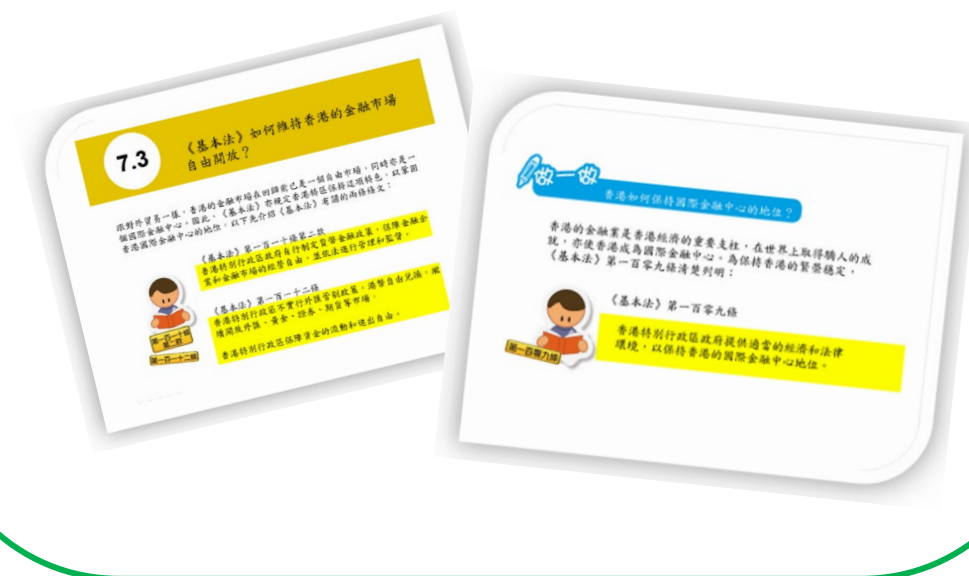 7.3
《基本法》如何維持香港的金融市場
自由開放？
跟對外貿易一樣，香港的金融市場在回歸前已是一個自由市場，同時亦是一
個國際金融中心。因此，《基本法》亦規定香港特區保持這項特色，以鞏固
香港國際金融中心的地位。以下先介紹《基本法》有關的兩條條文：
《基本法》第一百一十條第二款
香港特別行政區政府自行制定貨幣金融政策，保障金融企
業和金融市場的經營自由，並依法進行管理和監督。
《基本法》第一百一十二條
香港特別行政區不實行外匯管制政策。港幣自由兌換。繼
續開放外匯、黃金、證券、期貨等市場。
香港特別行政區保障資金的流動和進出自由。
第一百一十條
第二款
第一百一十二條
做一做
香港如何保持國際金融中心的地位？
香港的金融業是香港經濟的重要支柱，在世界上取得驕人的成
就，亦使香港成為國際金融中心。為保持香港的繁榮穩定，
《基本法》第一百零九條清楚列明：
《基本法》第一百零九條
香港特別行政區政府提供適當的經濟和法律
環境，以保持香港的國際金融中心地位。
第一百零九條